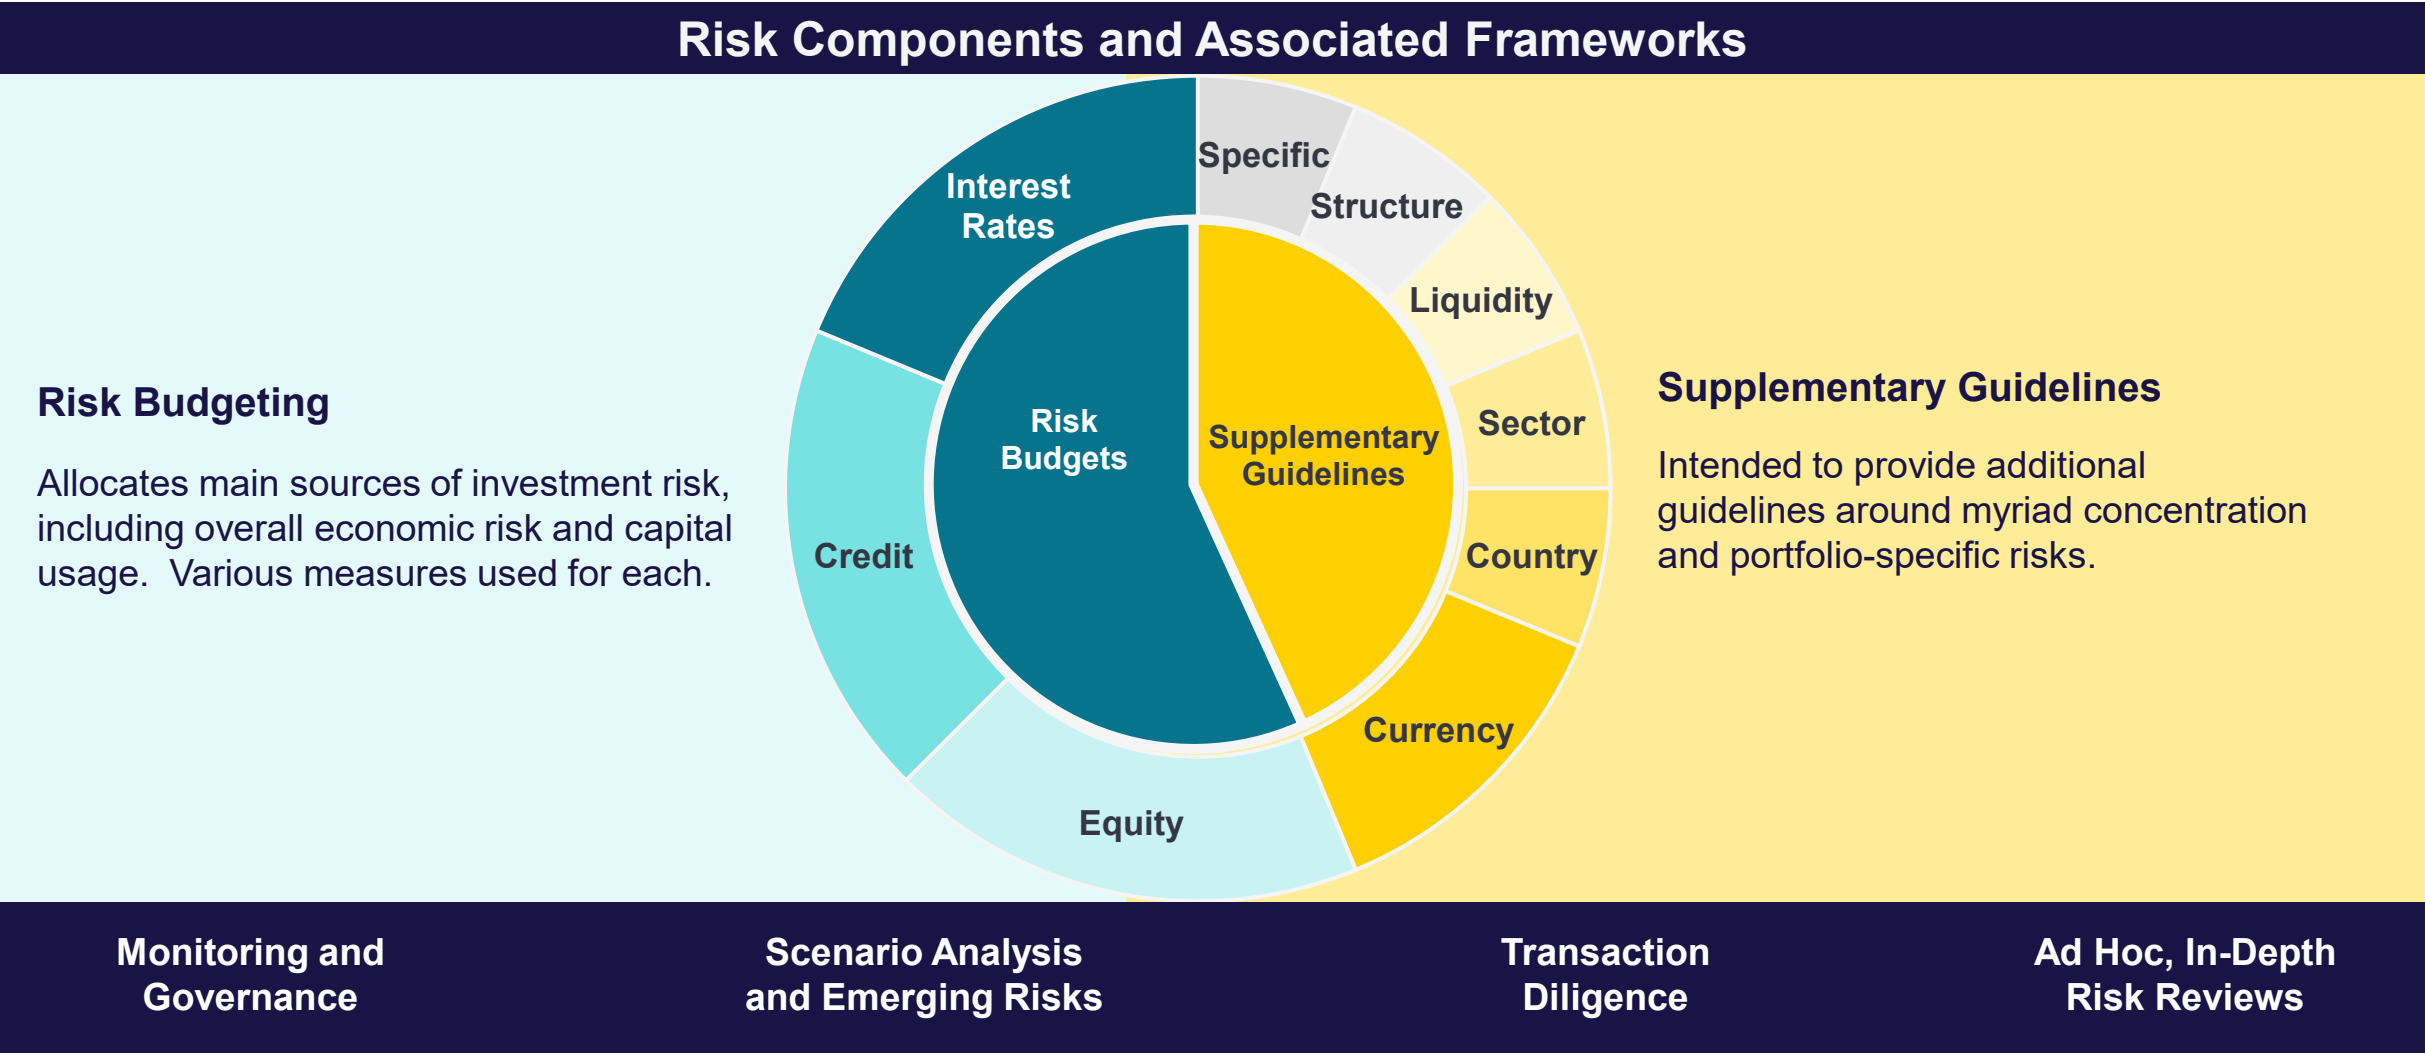 Risk Components and Associated Frameworks
Risk Budgeting
Allocates main sources of investment risk,
including overall economic risk and capital
usage.  Various measures used for each.
Interest
Rates
Credit
Equity
Risk
Budgets
Supplementary
Guidelines
Specific
Structure
Liquidity
Sector
Country
Currency
Supplementary Guidelines
Intended to provide additional
guidelines around myriad concentration
and portfolio-specific risks.
Monitoring and
Governance
Scenario Analysis
and Emerging Risks
Transaction
Diligence
Ad Hoc, In-Depth
Risk Reviews